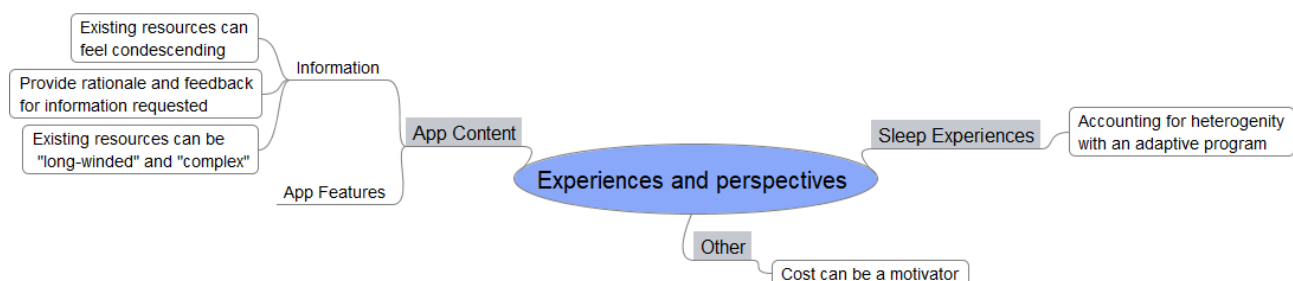 Existing resources can
feel condescending
Provide rationale and feedback
for information requested
Existing resources can be
"long-winded" and "complex"
Information
App Features
App Content
Experiences and perspectives
Sleep Experiences
Accounting for heterogenity
with an adaptive program
Other
Cost can be a motivator